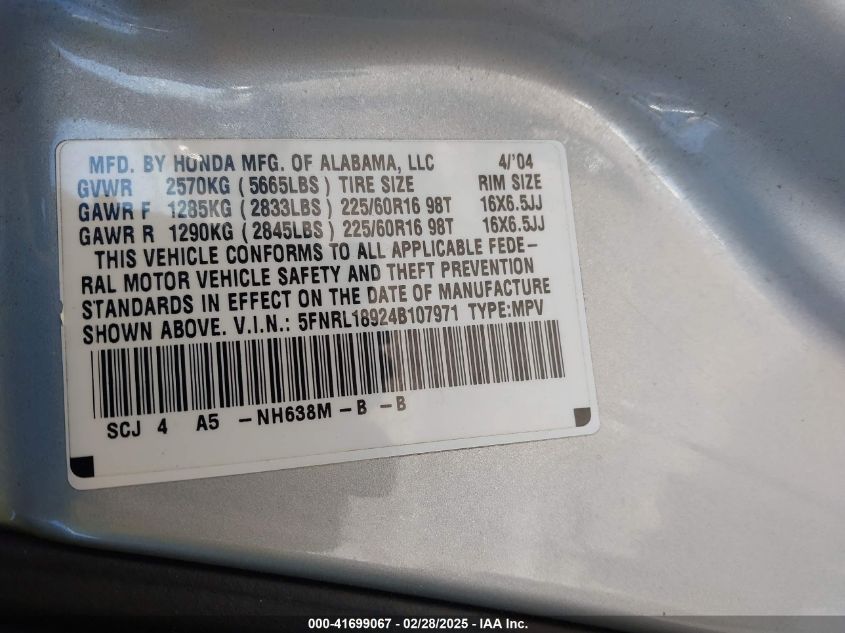 MFD. BY HONDA MFG. OF ALABAMA, LLC 4/'04
GVWR 2570KG (5665LBS) TIRE SIZE RIM SIZE
GAWR F 1285KG (2833LBS) 225/60R16 98T 16X6.5JJ
GAWR R 1290KG (2845LBS) 225/60R16 98T 16X6.5JJ
THIS VEHICLE CONFORMS TO ALL APPLICABLE FEDE-
RAL MOTOR VEHICLE SAFETY AND THEFT PREVENTION
STANDARDS IN EFFECT ON THE DATE OF MANUFACTURE
SHOWN ABOVE. V.I.N.: 5FNRL18924B107971 TYPE:MPV
SCJ 4 A5 -NH638M -B -B
000-41699067 - 02/28/2025 - IAA Inc.